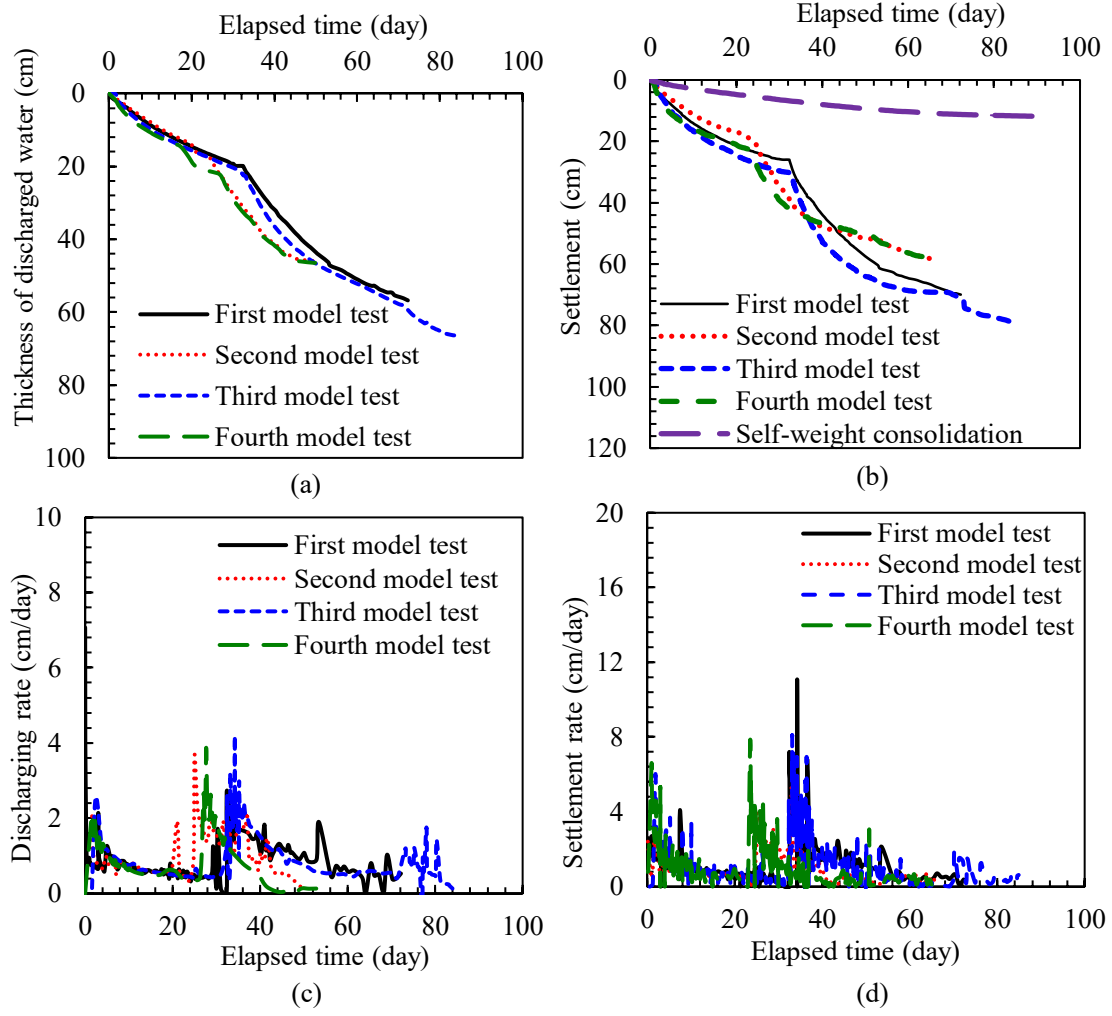 Elapsed time (day)
0 20 40 60 80 100
Thickness of discharged water (cm)
0
20
40
60
80
100
First model test
Second model test
Third model test
Fourth model test
(a)
Elapsed time (day)
0 20 40 60 80 100
Settlement (cm)
0
20
40
60
80
100
120
First model test
Second model test
Third model test
Fourth model test
Self-weight consolidation
(b)
Discharging rate (cm/day)
10
8
6
4
2
0
First model test
Second model test
Third model test
Fourth model test
0 20 40 60 80 100
Elapsed time (day)
(c)
Settlement rate (cm/day)
20
16
12
8
4
0
First model test
Second model test
Third model test
Fourth model test
0 20 40 60 80 100
Elapsed time (day)
(d)